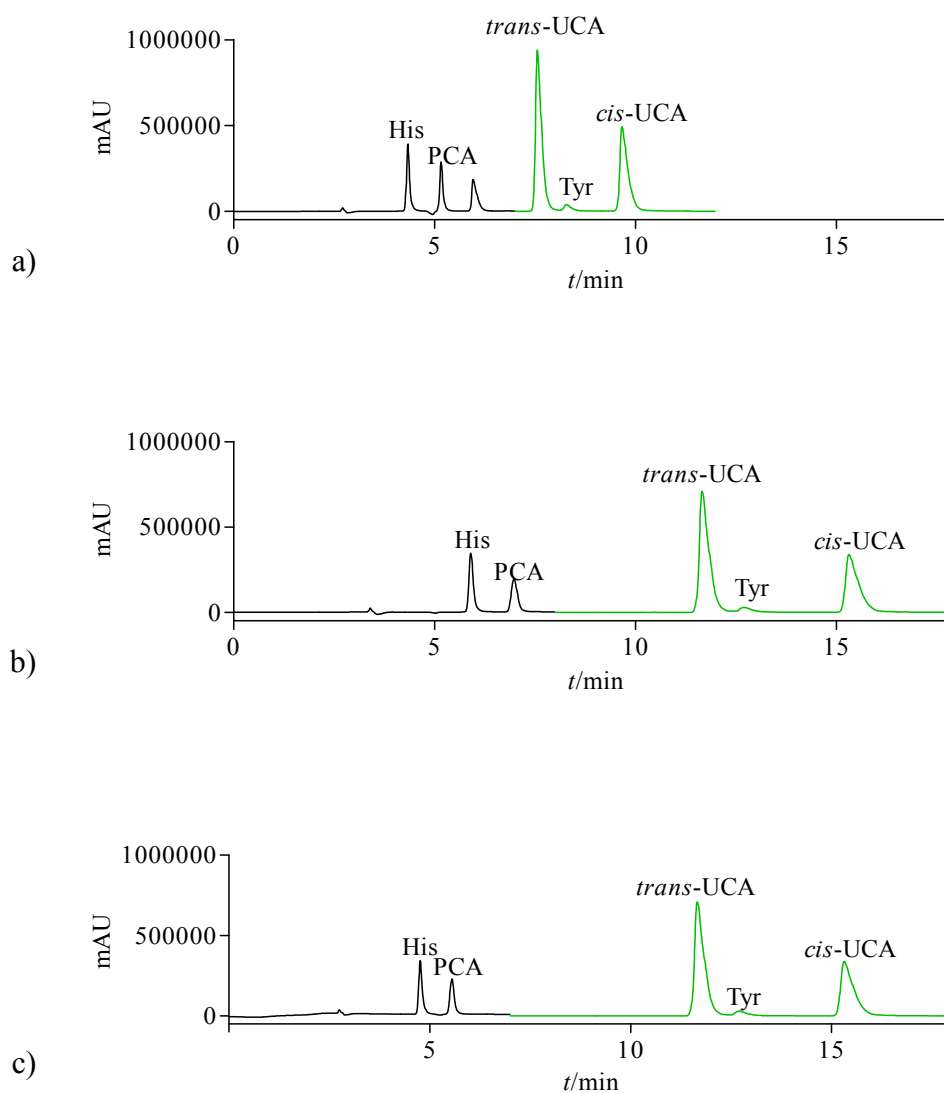 trans-UCA
1000000
cis-UCA
His
500000
PCA
Tyr
0
mAU
0 5 10 15
t/min
a)
1000000
trans-UCA
His
cis-UCA
500000
PCA
Tyr
0
mAU
0 5 10 15
t/min
b)
1000000
trans-UCA
His
cis-UCA
500000
PCA
Tyr
0
mAU
5 10 15
t/min
c)